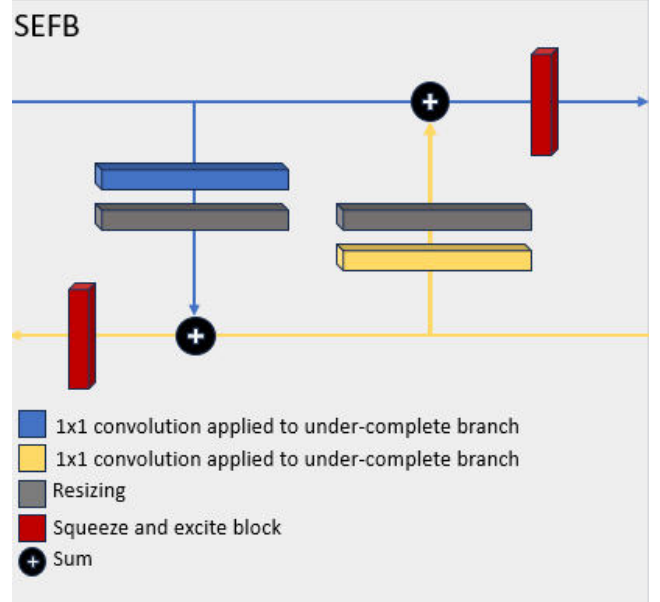 SEFB
1x1 convolution applied to under-complete branch
1x1 convolution applied to under-complete branch
Resizing
Squeeze and excite block
Sum